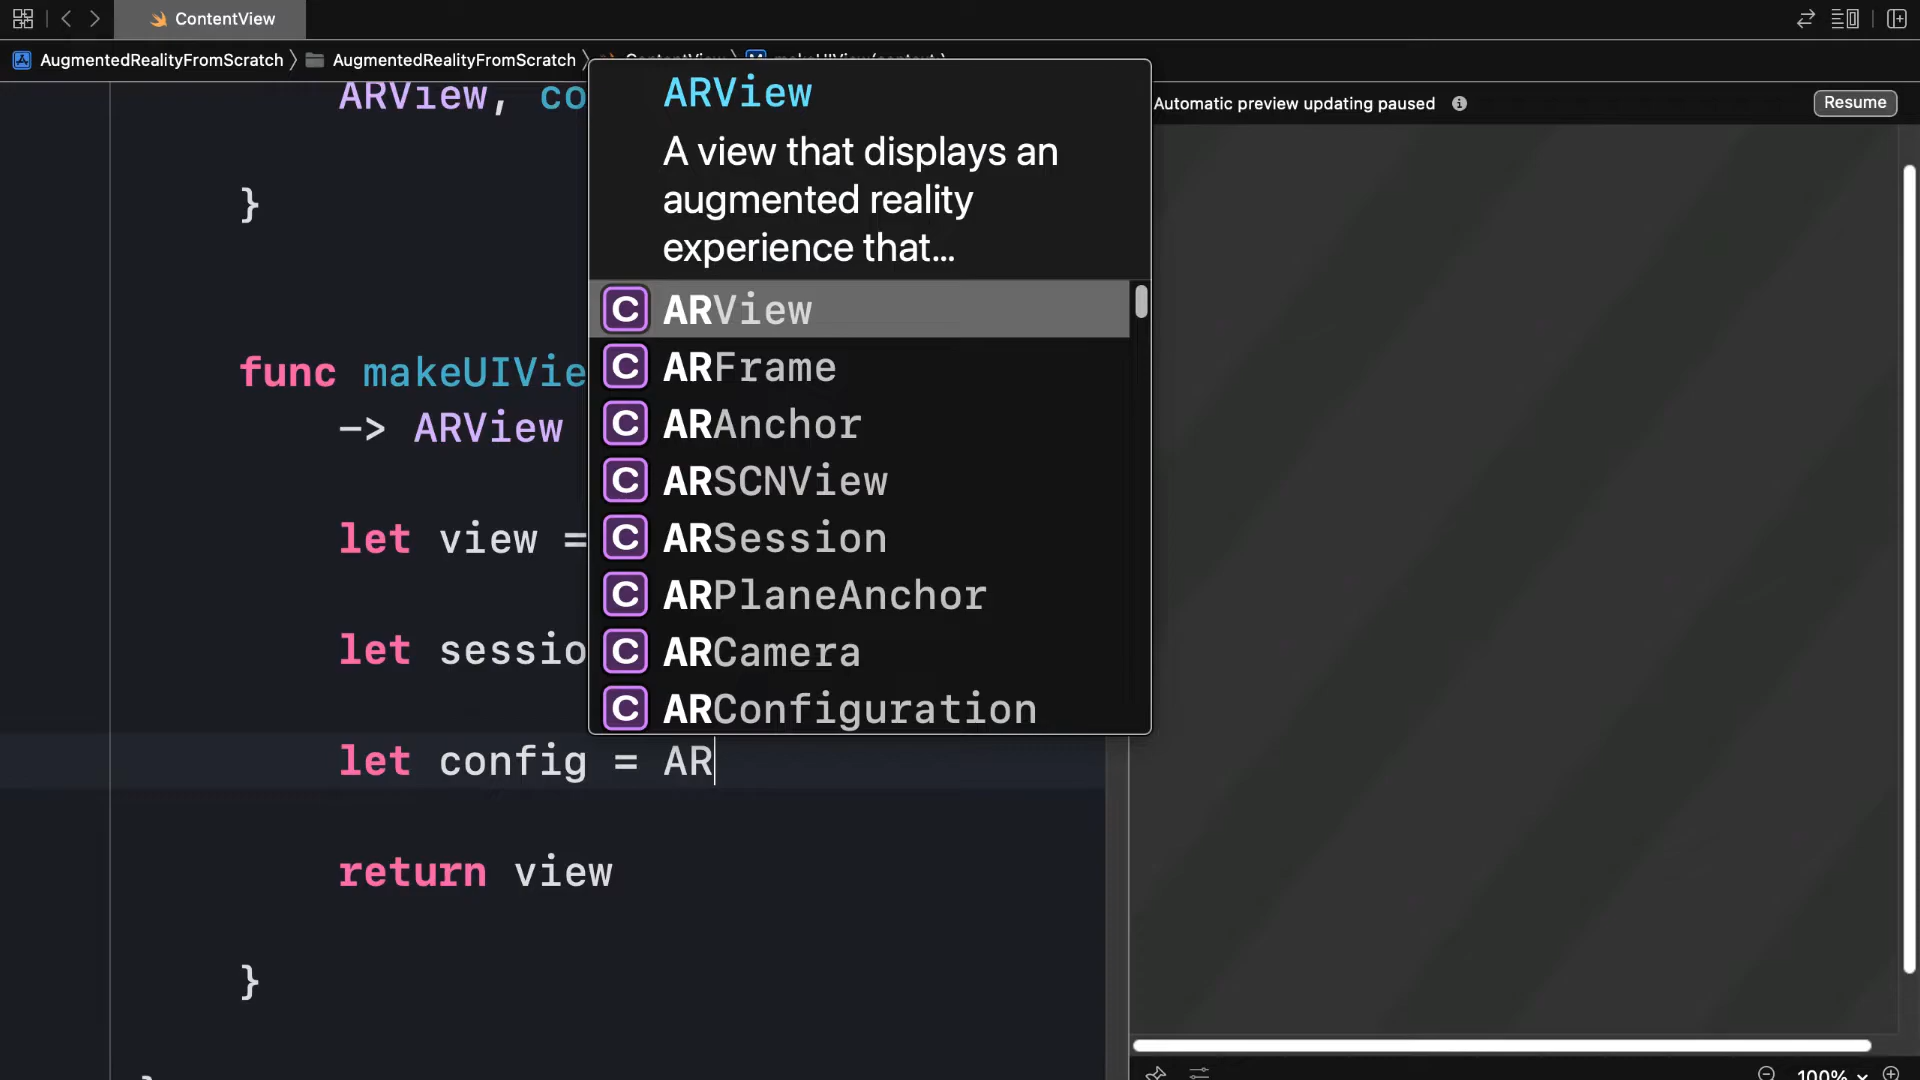 ContentView
AugmentedRealityFromScratch 〉 AugmentedRealityFromScratch 〉
Automatic preview updating paused
Resume
ARView, co
}
func makeUIVie
-> ARView
let view =
let sessio
let config = AR
return view
}
ARView
A view that displays an
augmented reality
experience that…
C ARView
C ARFrame
C ARAnchor
C ARSCNView
C ARSession
C ARPlaneAnchor
C ARCamera
C ARConfiguration
100%